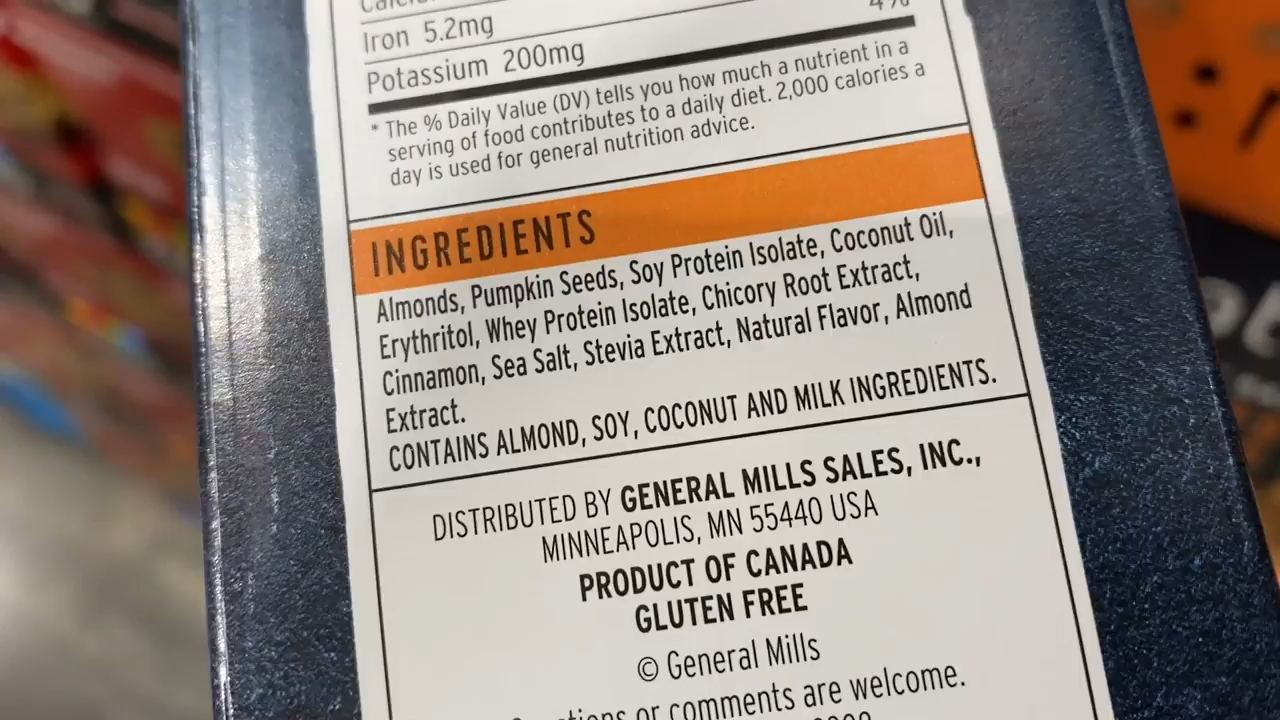 Iron 5.2mg
Potassium 200mg 4%
* The % Daily Value (DV) tells you how much a nutrient in a
serving of food contributes to a daily diet. 2,000 calories a
day is used for general nutrition advice.
INGREDIENTS
Almonds, Pumpkin Seeds, Soy Protein Isolate, Coconut Oil,
Erythritol, Whey Protein Isolate, Chicory Root Extract,
Cinnamon, Sea Salt, Stevia Extract, Natural Flavor, Almond
Extract.
CONTAINS ALMOND, SOY, COCONUT AND MILK INGREDIENTS.
DISTRIBUTED BY GENERAL MILLS SALES, INC.,
MINNEAPOLIS, MN 55440 USA
PRODUCT OF CANADA
GLUTEN FREE
© General Mills
or comments are welcome.